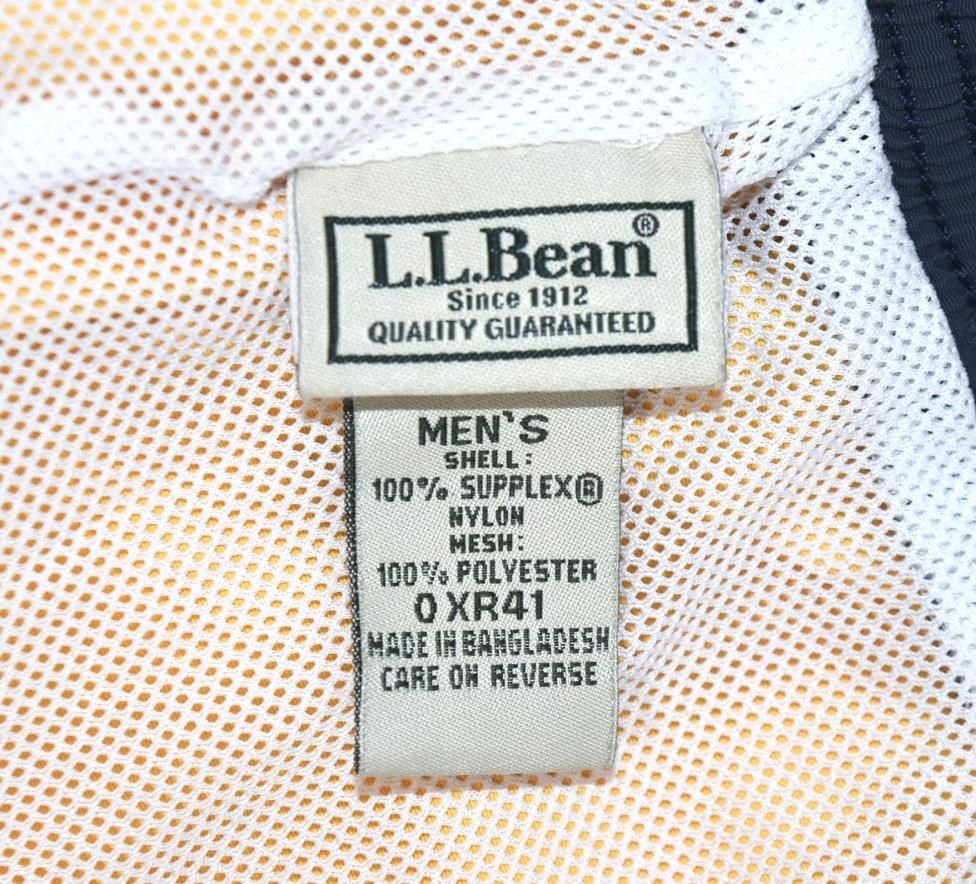 L.L.Bean®
Since 1912
QUALITY GUARANTEED
MEN'S
SHELL:
100% SUPPLEX®
NYLON
MESH:
100% POLYESTER
0 XR41
MADE IN BANGLADESH
CARE ON REVERSE